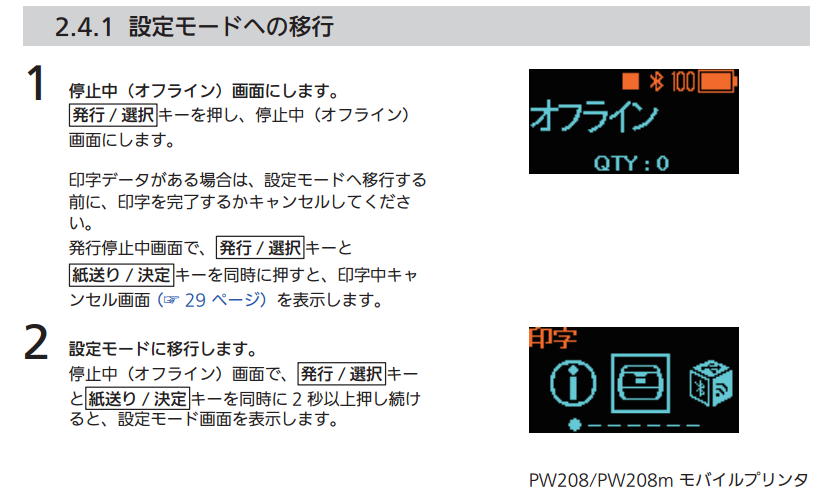 2.4.1 設定モードへの移行
1 停止中（オフライン）画面にします。
発行 / 選択 キーを押し、停止中（オフライン）
画面にします。
印字データがある場合は、設定モードへ移行する
前に、印字を完了するかキャンセルしてくださ
い。
発行停止中画面で、 発行 / 選択 キーと
紙送り / 決定 キーを同時に押すと、印字中キャ
ンセル画面（☞ 29 ページ）を表示します。
100
オフライン
QTY : 0
2 設定モードに移行します。
停止中（オフライン）画面で、 発行 / 選択 キー
と 紙送り / 決定 キーを同時に 2 秒以上押し続け
ると、設定モード画面を表示します。
印字
PW208/PW208m モバイルプリンタ